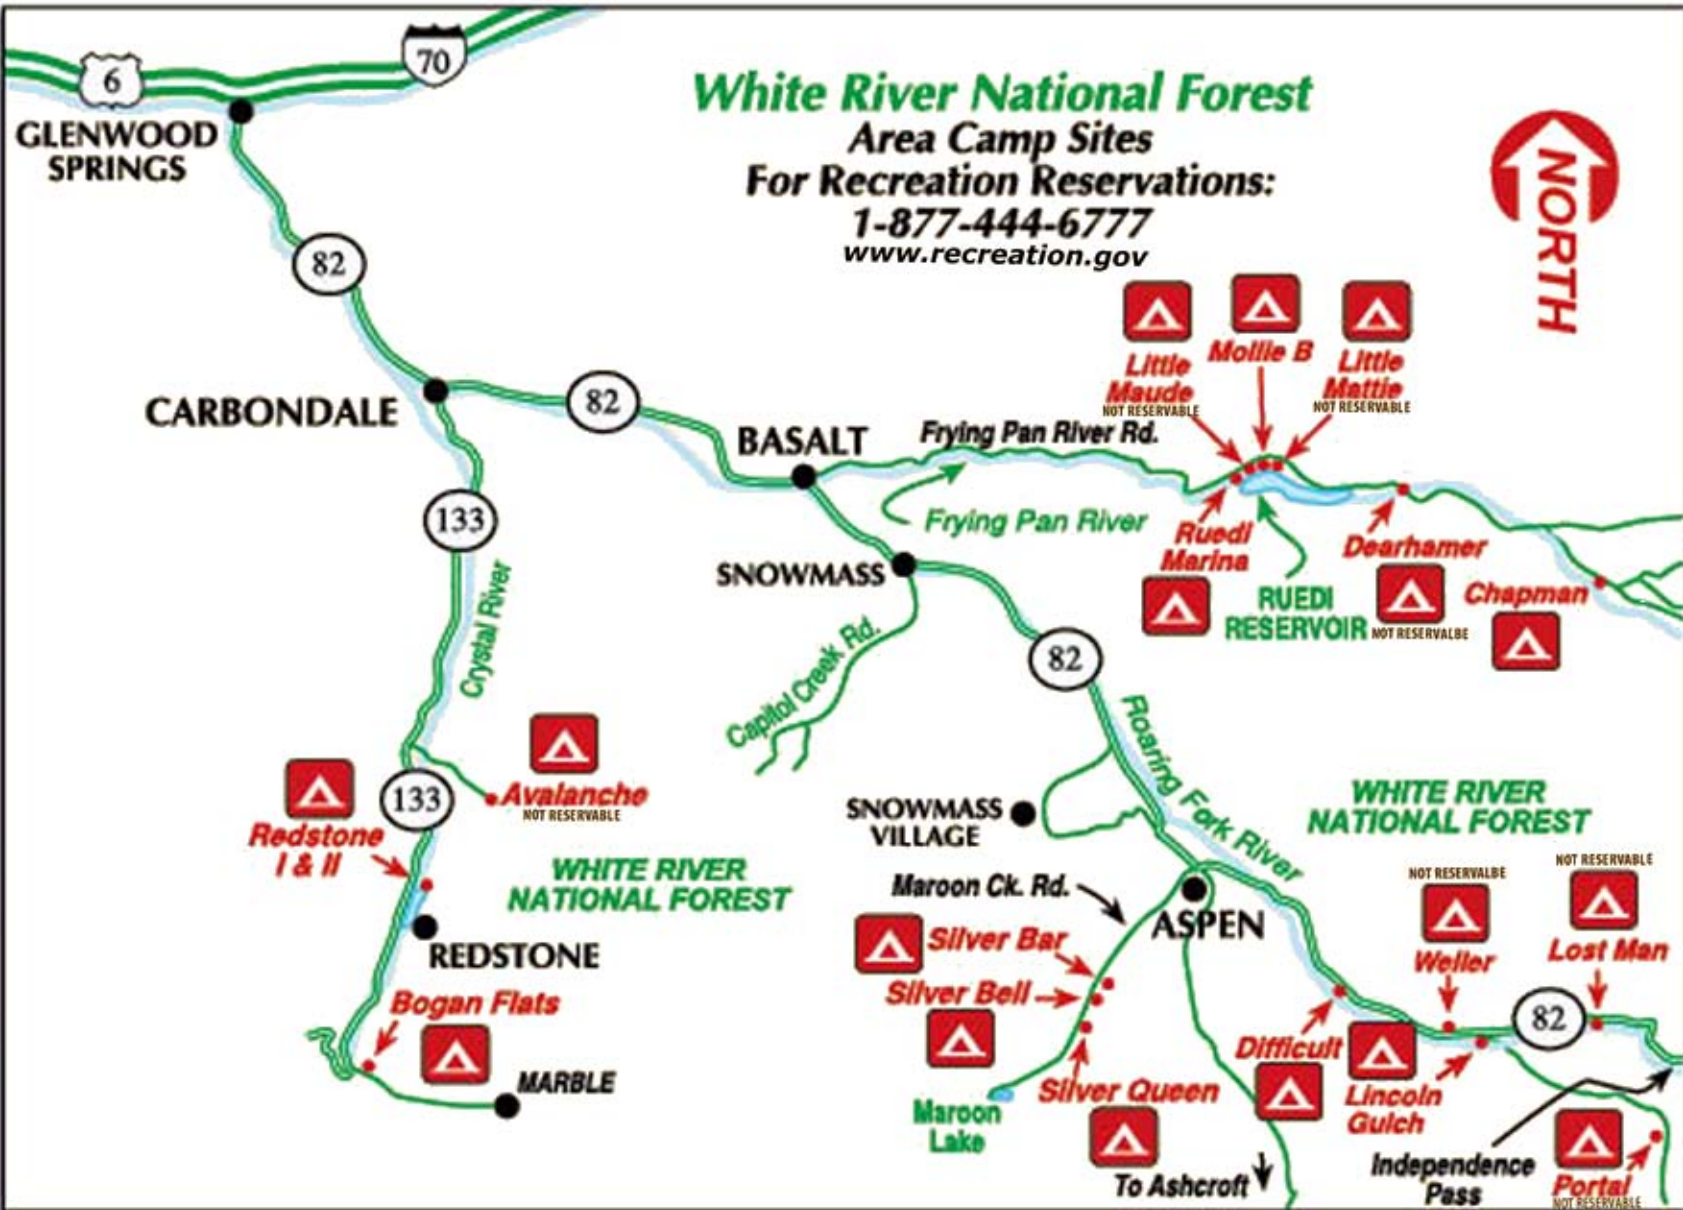 6
70
GLENWOOD
SPRINGS
White River National Forest
Area Camp Sites
For Recreation Reservations:
1-877-444-6777
www.recreation.gov
NORTH
82
CARBONDALE
82
BASALT
Frying Pan River Rd.
Little
Maude
NOT RESERVABLE
Mollie B
Little
Mattie
NOT RESERVABLE
133
SNOWMASS
Frying Pan River
Ruedi
Marina
RUEDI
RESERVOIR
Dearhamer
NOT RESERVALBE
Chapman
Crystal River
Capitol Creek Rd.
82
Roaring Fork River
133
Avalanche
NOT RESERVABLE
Redstone
I & II
WHITE RIVER
NATIONAL FOREST
REDSTONE
Bogan Flats
MARBLE
SNOWMASS
VILLAGE
Maroon Ck. Rd.
ASPEN
Silver Bar
Silver Bell
Silver Queen
Maroon
Lake
To Ashcroft
WHITE RIVER
NATIONAL FOREST
NOT RESERVALBE
Weller
NOT RESERVABLE
Lost Man
82
Difficult
Lincoln
Gulch
Independence
Pass
Portal
NOT RESERVABLE